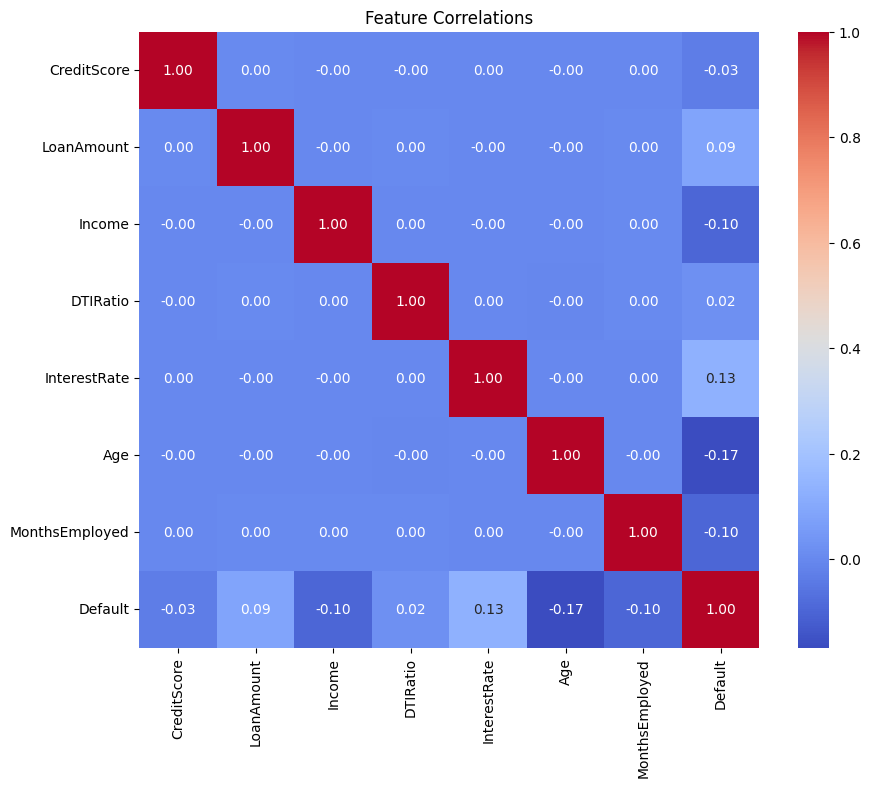 Feature Correlations
CreditScore 1.00 0.00 -0.00 -0.00 0.00 -0.00 0.00 -0.03
LoanAmount 0.00 1.00 -0.00 0.00 -0.00 -0.00 0.00 0.09
Income -0.00 -0.00 1.00 0.00 -0.00 -0.00 0.00 -0.10
DTIRatio -0.00 0.00 0.00 1.00 0.00 -0.00 0.00 0.02
InterestRate 0.00 -0.00 -0.00 0.00 1.00 -0.00 0.00 0.13
Age -0.00 -0.00 -0.00 -0.00 -0.00 1.00 -0.00 -0.17
MonthsEmployed 0.00 0.00 0.00 0.00 0.00 -0.00 1.00 -0.10
Default -0.03 0.09 -0.10 0.02 0.13 -0.17 -0.10 1.00
CreditScore
LoanAmount
Income
DTIRatio
InterestRate
Age
MonthsEmployed
Default
1.0
0.8
0.6
0.4
0.2
0.0